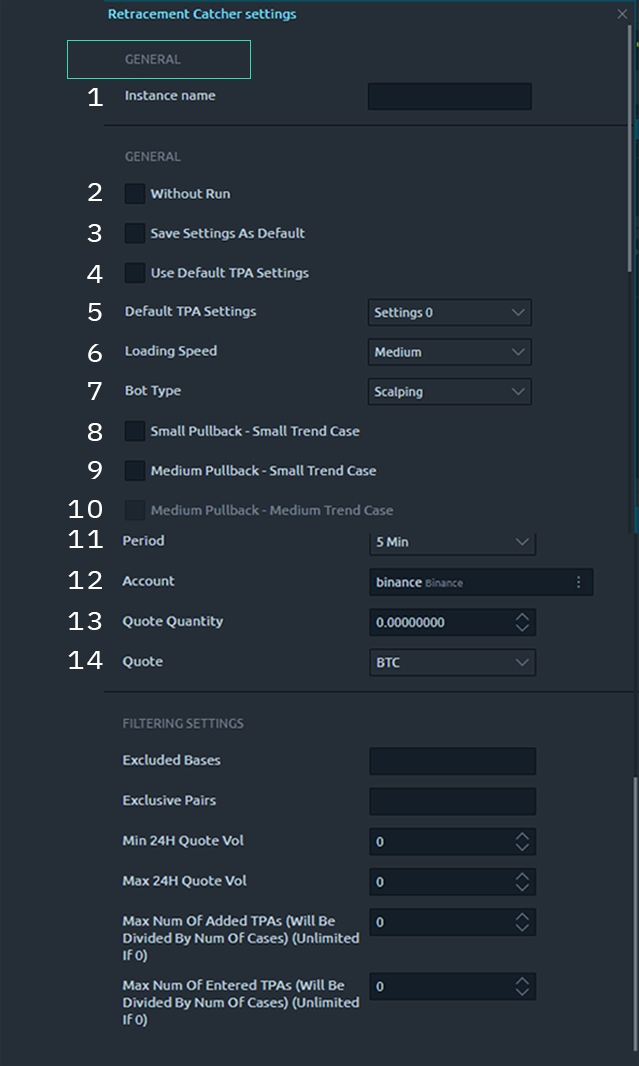 Retracement Catcher settings
GENERAL
1 Instance name
GENERAL
2 Without Run
3 Save Settings As Default
4 Use Default TPA Settings
5 Default TPA Settings Settings 0
6 Loading Speed Medium
7 Bot Type Scalping
8 Small Pullback - Small Trend Case
9 Medium Pullback - Small Trend Case
10 Medium Pullback - Medium Trend Case
11 Period 5 Min
12 Account binance Binance
13 Quote Quantity 0.00000000
14 Quote BTC
FILTERING SETTINGS
Excluded Bases
Exclusive Pairs
Min 24H Quote Vol 0
Max 24H Quote Vol 0
Max Num Of Added TPAs (Will Be 0
Divided By Num Of Cases) (Unlimited
If 0)
Max Num Of Entered TPAs (Will Be 0
Divided By Num Of Cases) (Unlimited
If 0)